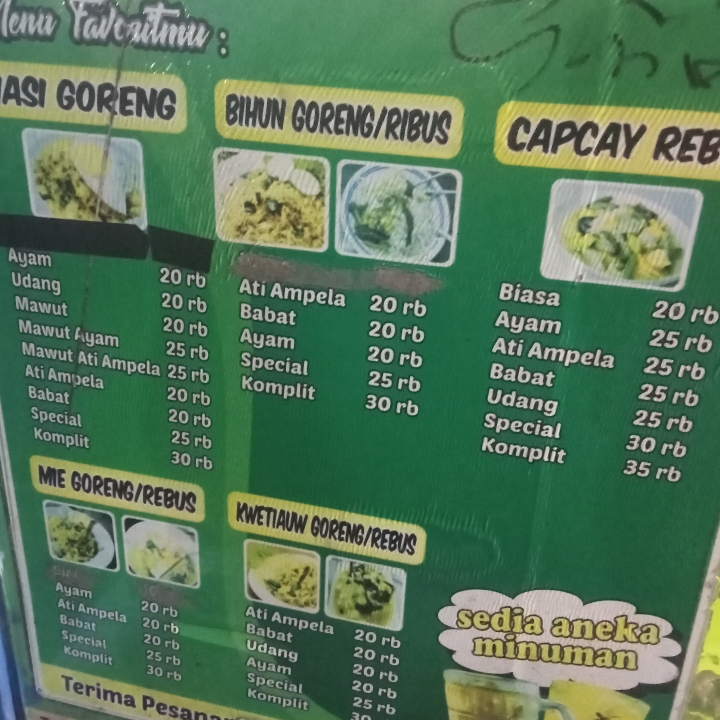 Menu Favoritmu :
NASI GORENG
Ayam 20 rb
Udang 20 rb
Mawut 20 rb
Mawut Ayam 25 rb
Mawut Ati Ampela 25 rb
Ati Ampela 20 rb
Babat 20 rb
Special 25 rb
Komplit 30 rb
BIHUN GORENG/RIBUS
Ati Ampela 20 rb
Babat 20 rb
Ayam 20 rb
Special 25 rb
Komplit 30 rb
CAPCAY REB
Biasa 20 rb
Ayam 25 rb
Ati Ampela 25 rb
Babat 25 rb
Udang 25 rb
Special 30 rb
Komplit 35 rb
MIE GORENG/REBUS
Ayam 20 rb
Ati Ampela 20 rb
Babat 20 rb
Special 25 rb
Komplit 30 rb
KWETIAUW GORENG/REBUS
Ati Ampela 20 rb
Babat 20 rb
Udang 20 rb
Ayam 20 rb
Special 25 rb
Komplit 30
sedia aneka
minuman
Terima Pesanan